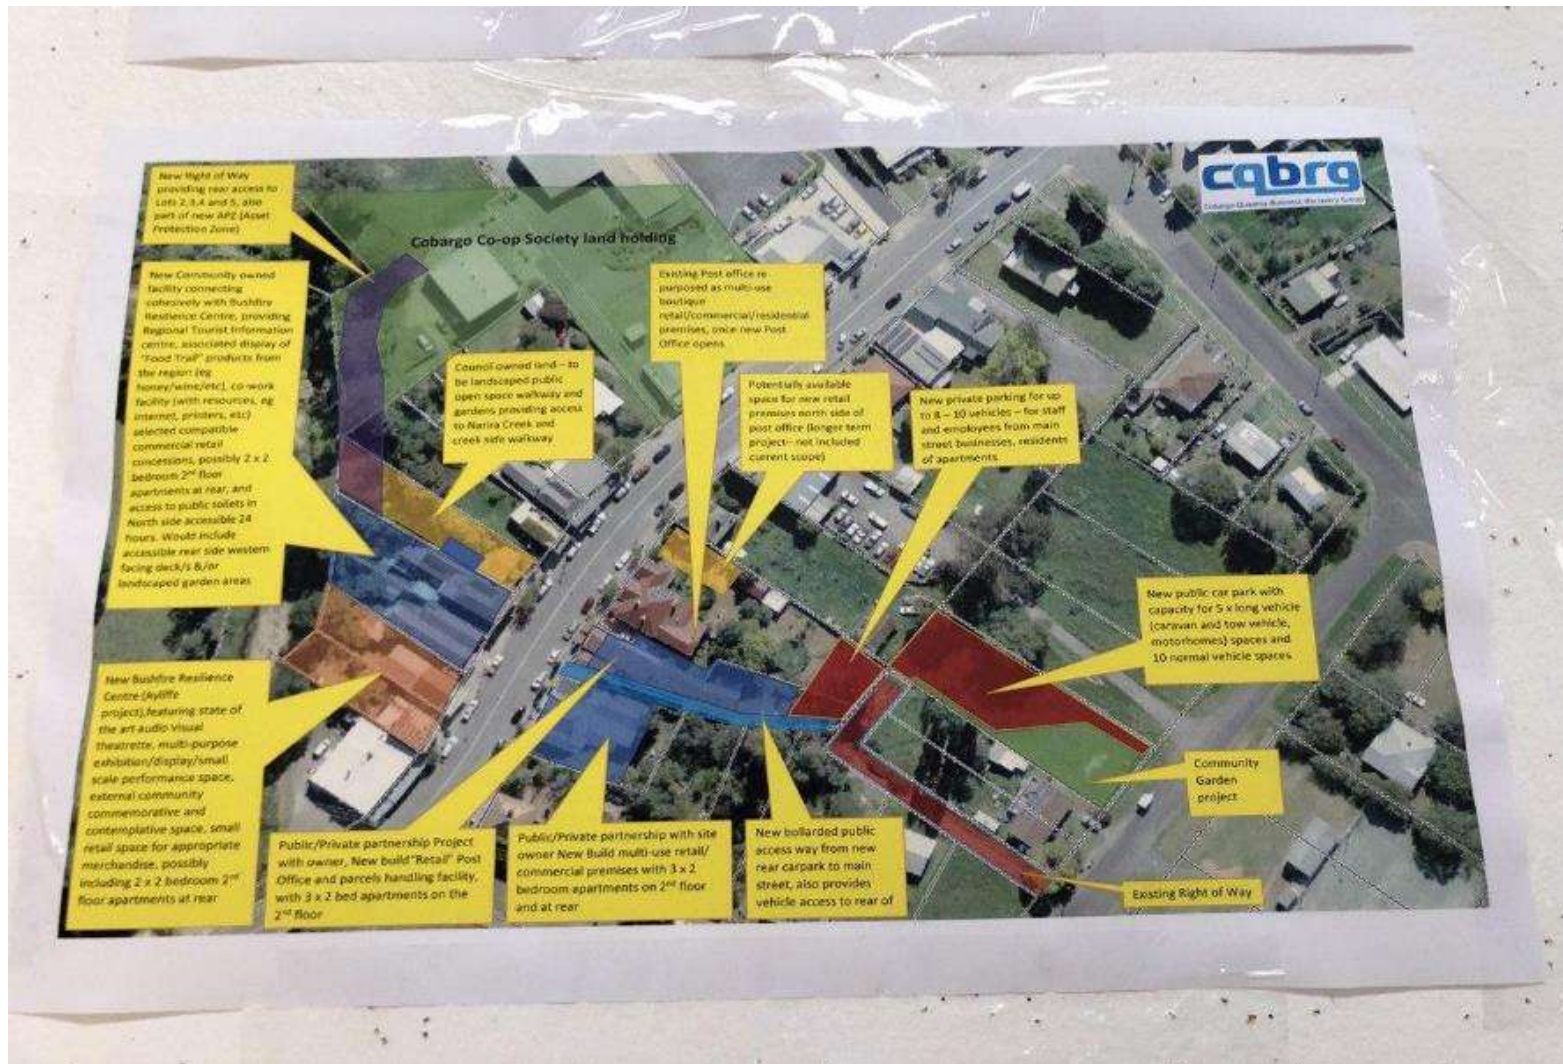 New Right of Way
providing rear access to
Lots 2,3,4 and 5, also
part of new APZ (Asset
Protection Zone)
cqbrg
Cobargo Co-op Society land holding
New Community owned
facility connecting
cohesively with Bushfire
Resilience Centre, providing
Regional Tourist Information
centre, associated display of
"Food Trail" products from
the region (eg
honey/wine/etc), co-work
facility (with resources, eg
internet, printers, etc)
selected compatible
commercial retail
concessions, possibly 2 x 2
bedroom 2nd floor
apartments at rear, and
access to public toilets in
North side accessible 24
hours. Would include
accessible rear side western
facing deck/s &/or
landscaped garden areas
Existing Post office re
purposed as multi-use
boutique
retail/commercial/residential
premises, once new Post
Office opens
Council owned land – to
be landscaped public
open space walkway and
gardens providing access
to Narira Creek and
creek side walkway
Potentially available
space for new retail
premises north side of
post office (longer term
project– not included
current scope)
New private parking for up
to 8 – 10 vehicles – for staff
and employees from main
street businesses, residents
of apartments
New public car park with
capacity for 5 x long vehicle
(caravan and tow vehicle,
motorhomes) spaces and
10 normal vehicle spaces
New Bushfire Resilience
Centre (Ayliffe
project),featuring state of
the art audio-Visual
theatrette, multi-purpose
exhibition/display/small
scale performance space,
external community
commemorative and
contemplative space, small
retail space for appropriate
merchandise, possibly
including 2 x 2 bedroom 2nd
floor apartments at rear
Public/Private partnership Project
with owner, New build "Retail" Post
Office and parcels handling facility,
with 3 x 2 bed apartments on the
2nd floor
Public/Private partnership with site
owner New Build multi-use retail/
commercial premises with 3 x 2
bedroom apartments on 2nd floor
and at rear
New bollarded public
access way from new
rear carpark to main
street, also provides
vehicle access to rear of
Community
Garden
project
Existing Right of Way